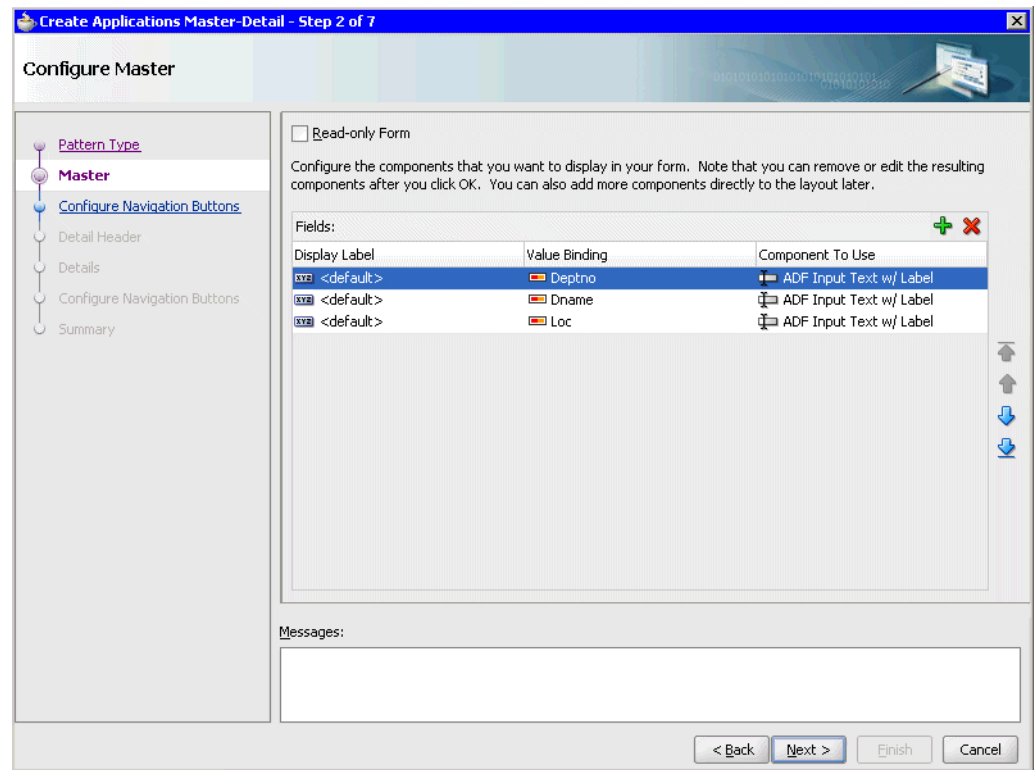 Create Applications Master-Detail - Step 2 of 7
Configure Master
Pattern Type
Master
Configure Navigation Buttons
Detail Header
Details
Configure Navigation Buttons
Summary
Read-only Form
Configure the components that you want to display in your form. Note that you can remove or edit the resulting
components after you click OK. You can also add more components directly to the layout later.
Fields:
Display Label Value Binding Component To Use
<default> Deptno ADF Input Text w/ Label
<default> Dname ADF Input Text w/ Label
<default> Loc ADF Input Text w/ Label
Messages:
< Back Next > Finish Cancel